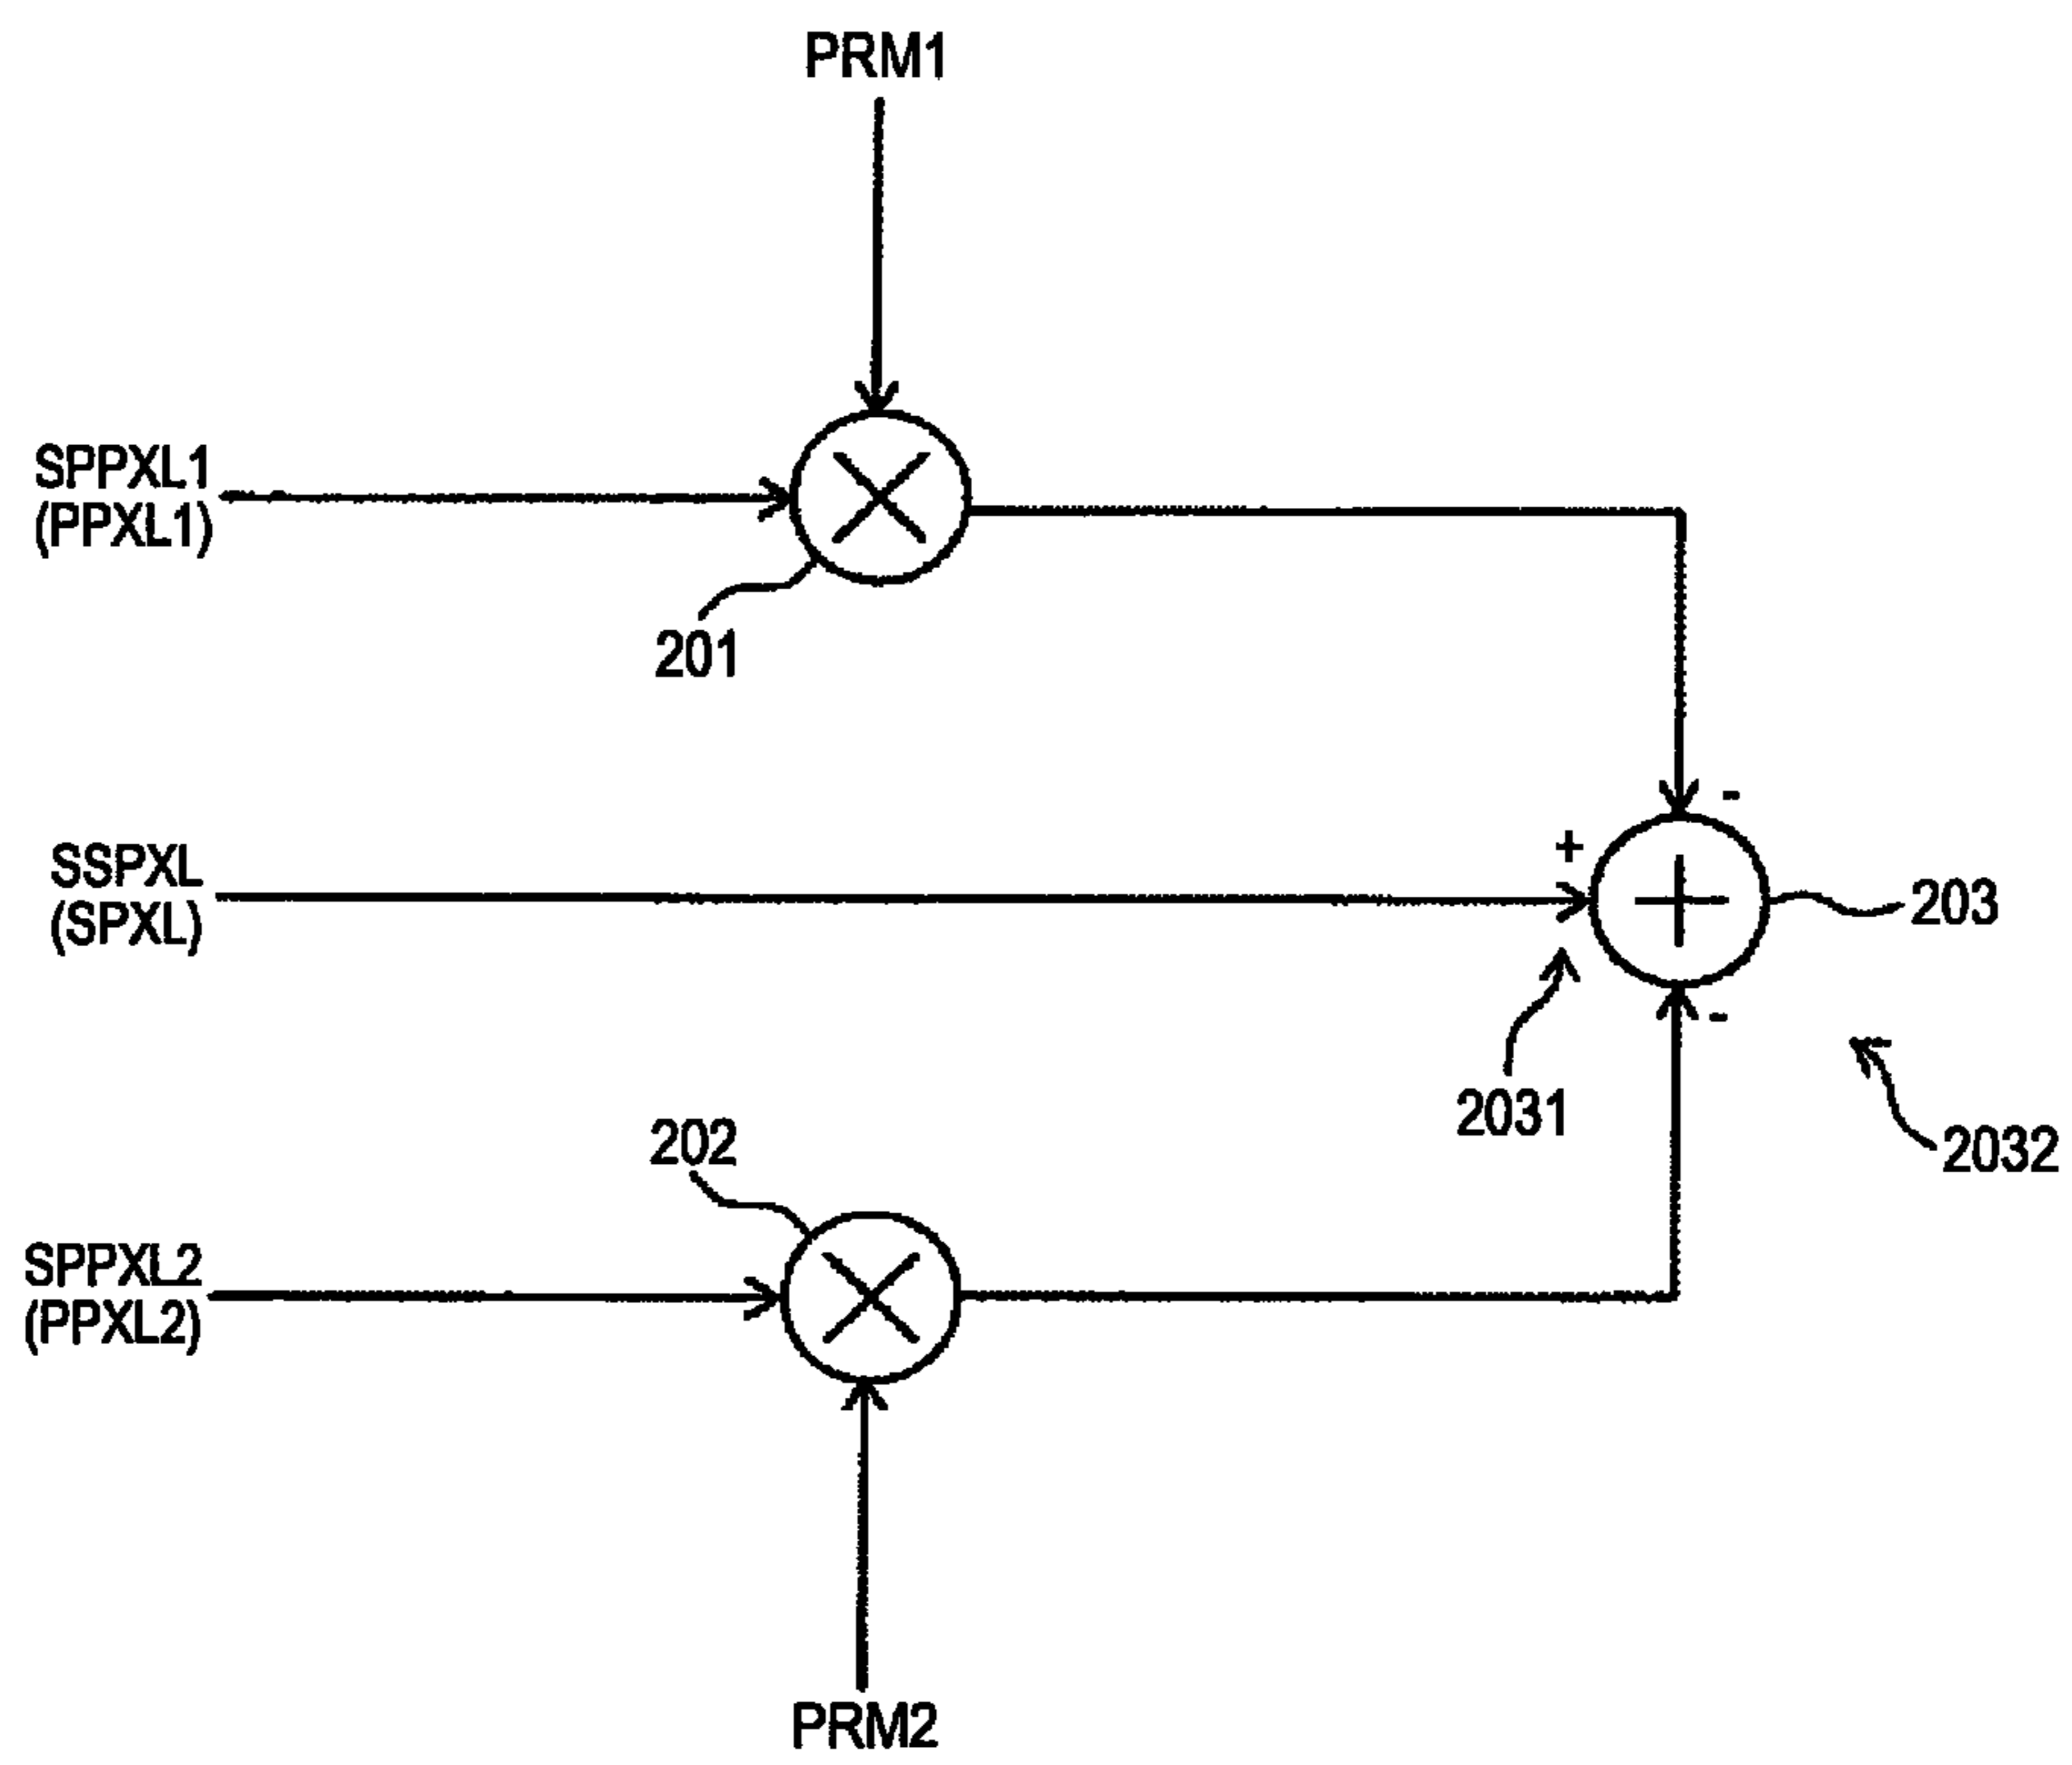 PRM1
SPPXL1
(PPXL1)
201
-
+
SSPXL
(SPXL)
203
-
2031
2032
202
SPPXL2
(PPXL2)
PRM2